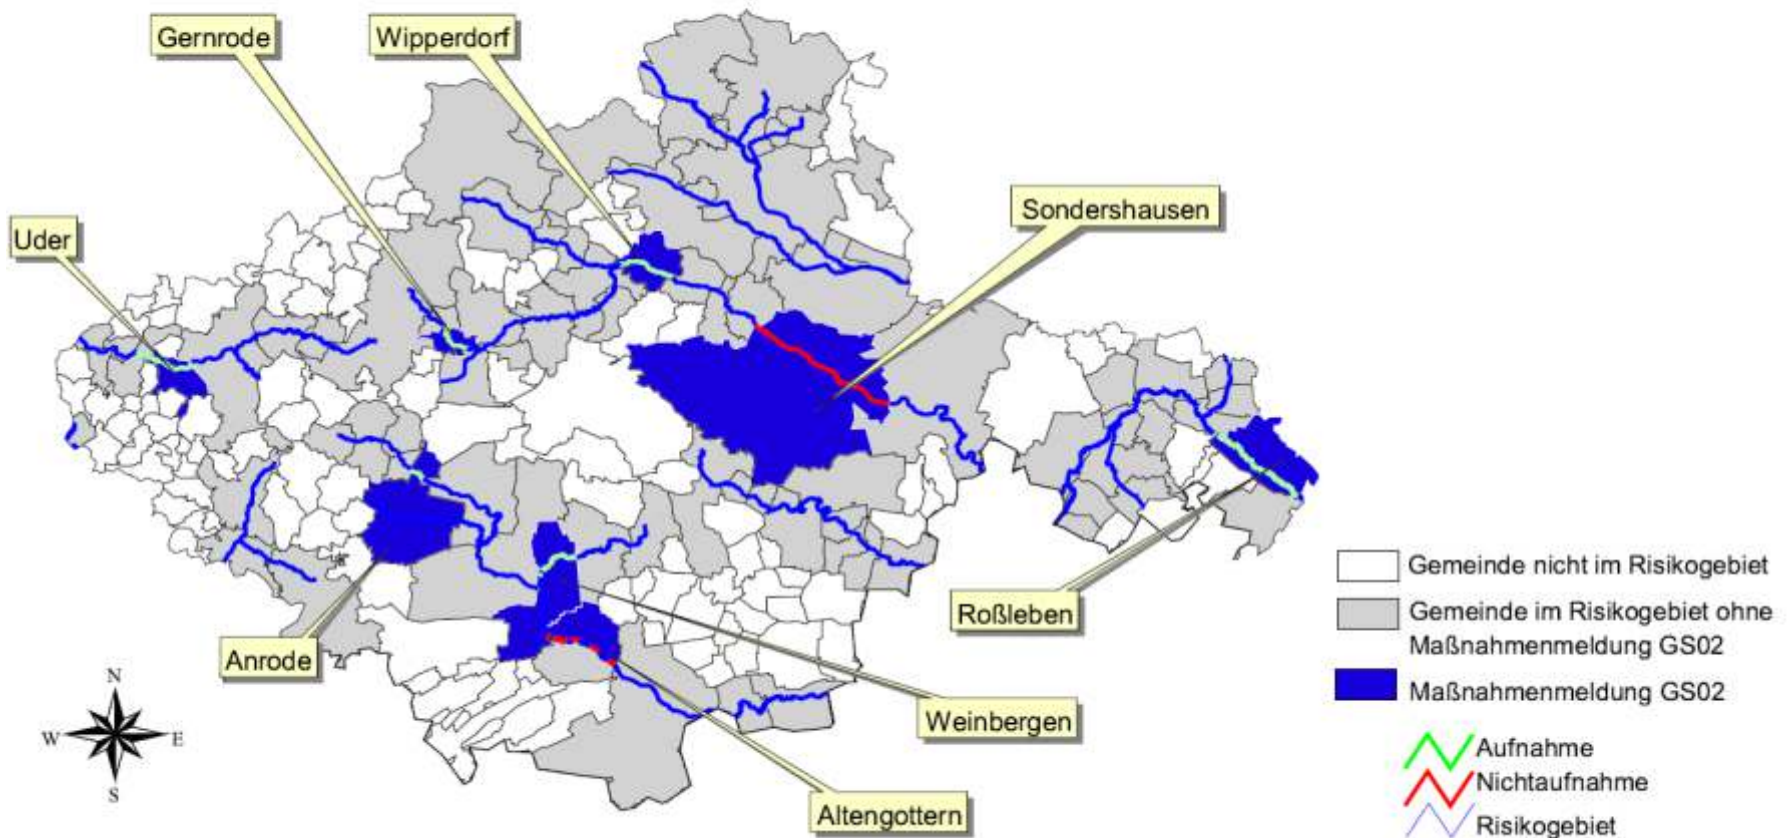 Gernrode
Wipperdorf
Sondershausen
Uder
Roßleben
Anrode
Weinbergen
Altengottern
N
W E
S
Gemeinde nicht im Risikogebiet
Gemeinde im Risikogebiet ohne
Maßnahmenmeldung GS02
Maßnahmenmeldung GS02
Aufnahme
Nichtaufnahme
Risikogebiet